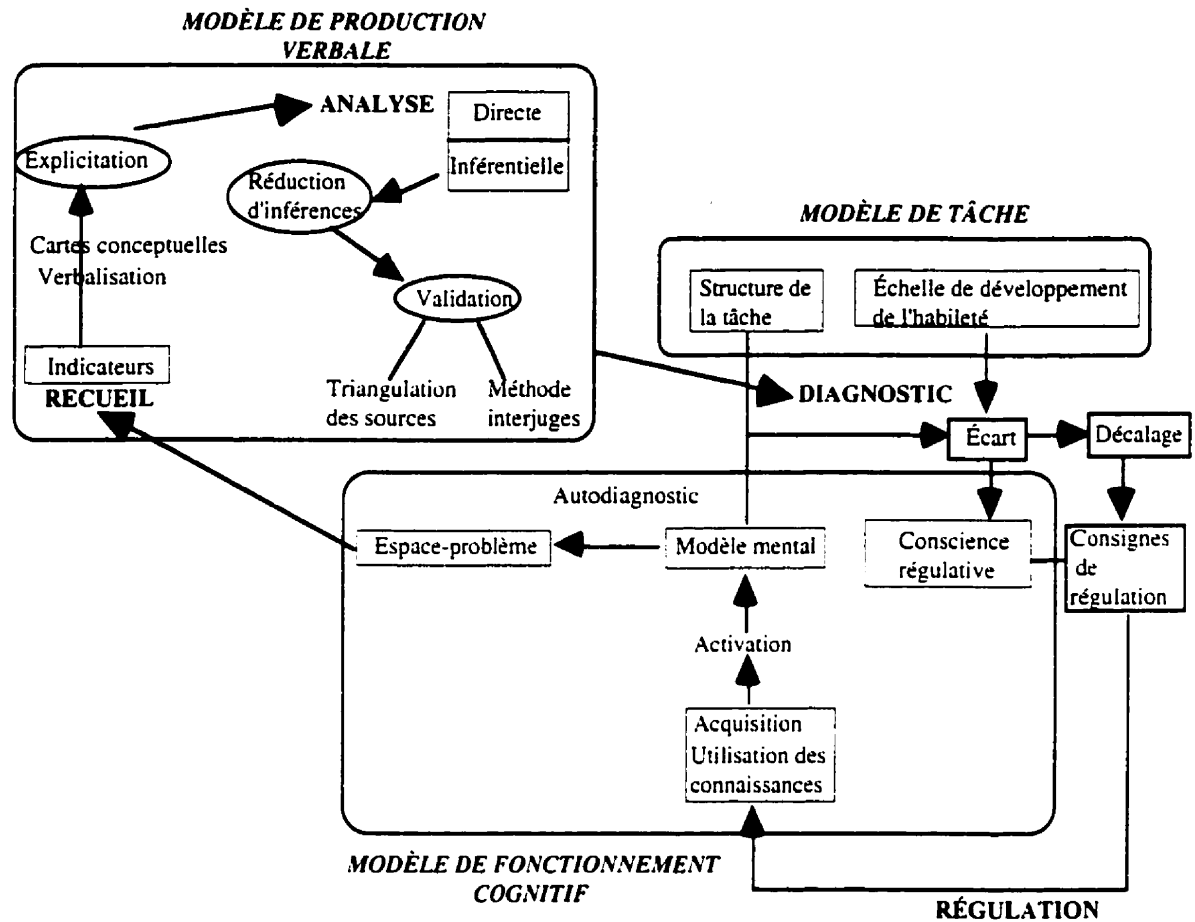 MODÈLE DE PRODUCTION
VERBALE
ANALYSE
Directe
Inférentielle
Explicitation
Réduction
d'inférences
Cartes conceptuelles
Verbalisation
Validation
Indicateurs
RECUEIL
Triangulation
des sources
Méthode
interjuges
MODÈLE DE TÂCHE
Structure de
la tâche
Échelle de développement
de l'habileté
DIAGNOSTIC
Écart
Décalage
Autodiagnostic
Espace-problème
Modèle mental
Conscience
régulative
Consignes
de
régulation
Activation
Acquisition
Utilisation des
connaissances
MODÈLE DE FONCTIONNEMENT
COGNITIF
RÉGULATION